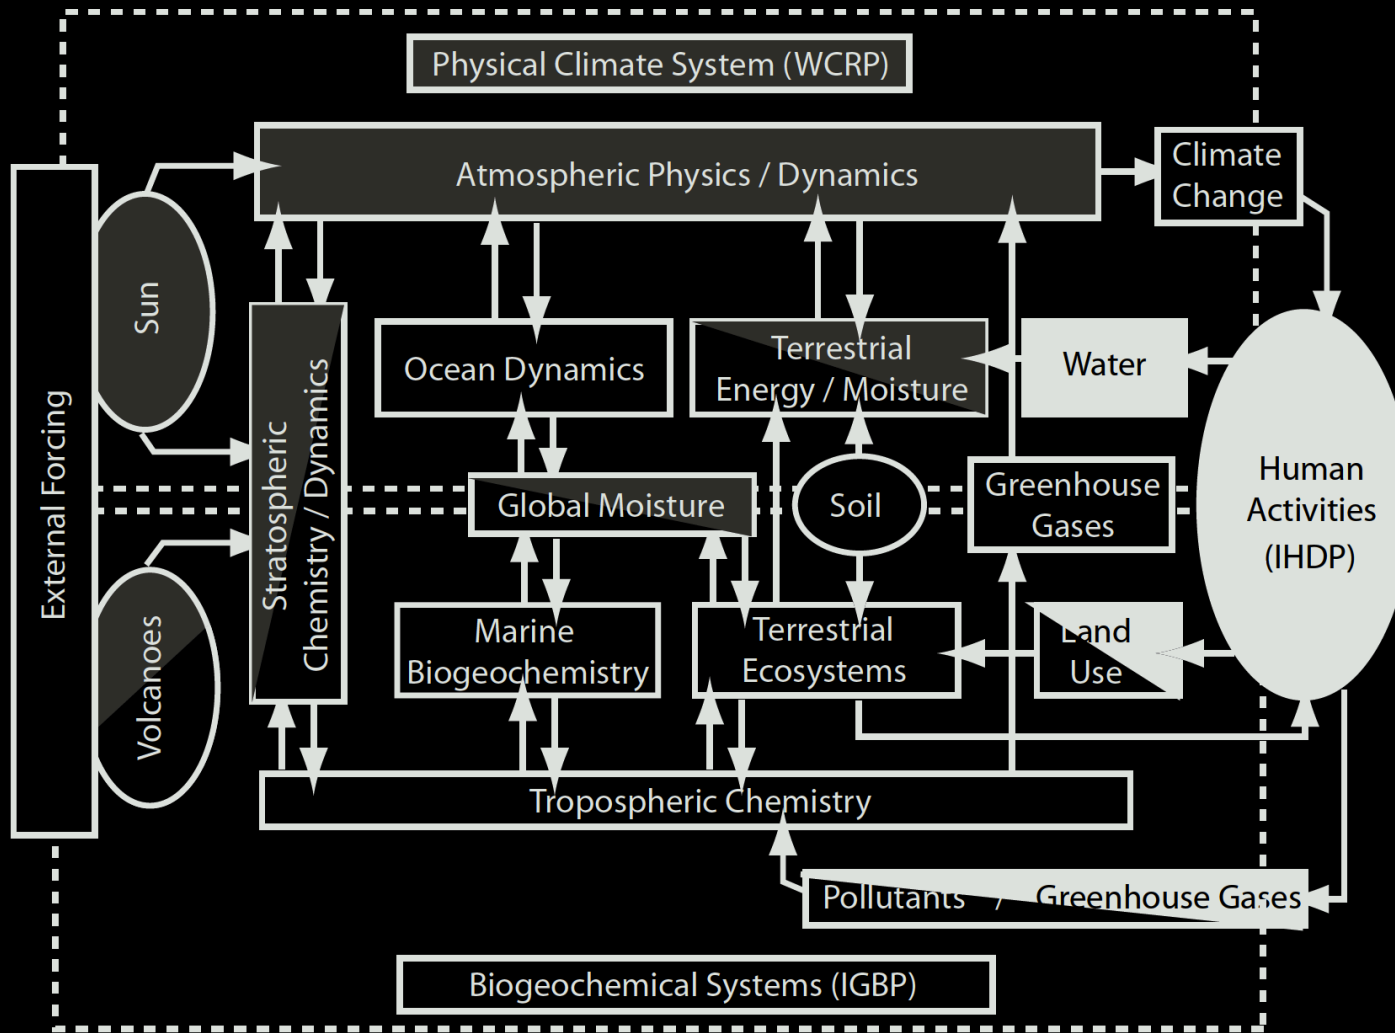 Physical Climate System (WCRP)
Atmospheric Physics / Dynamics
Climate
Change
External Forcing
Sun
Stratospheric
Chemistry / Dynamics
Ocean Dynamics
Terrestrial
Energy / Moisture
Water
Human
Activities
(IHDP)
Global Moisture
Soil
Greenhouse
Gases
Volcanoes
Marine
Biogeochemistry
Terrestrial
Ecosystems
Land
Use
Tropospheric Chemistry
Pollutants / Greenhouse Gases
Biogeochemical Systems (IGBP)